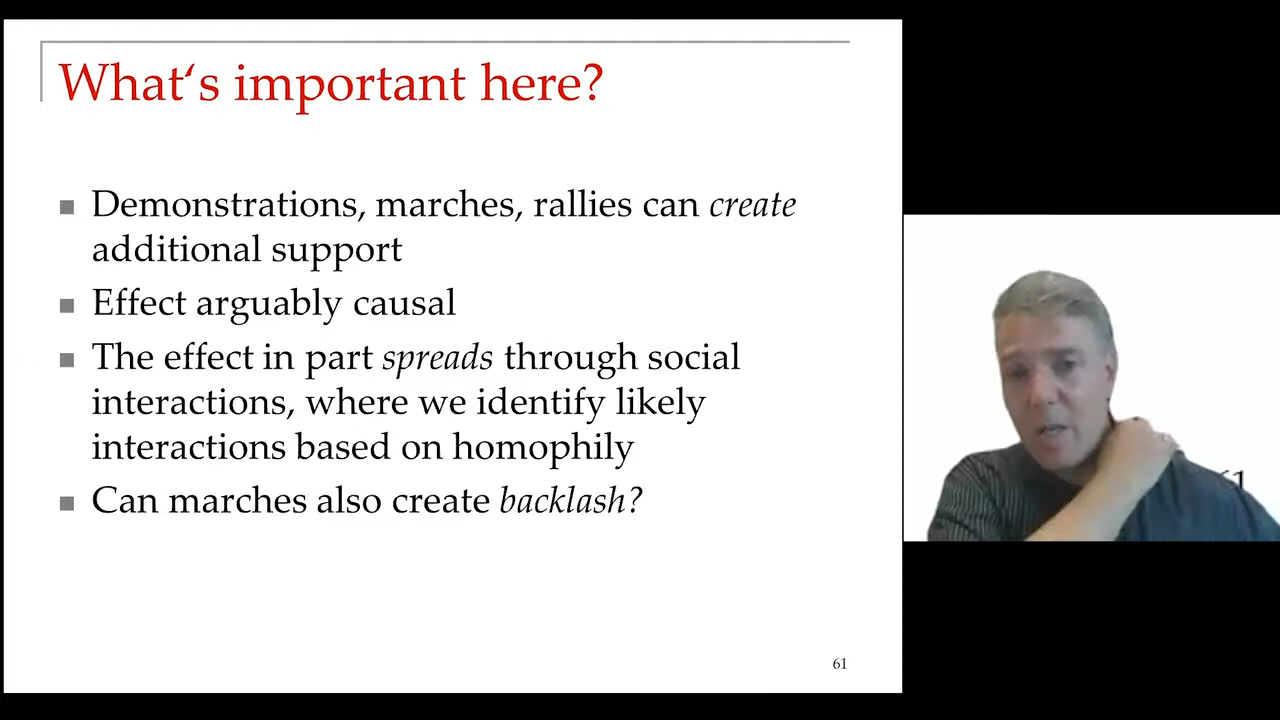 What‘s important here?
■ Demonstrations, marches, rallies can create
additional support
■ Effect arguably causal
■ The effect in part spreads through social
interactions, where we identify likely
interactions based on homophily
■ Can marches also create backlash?
61
61